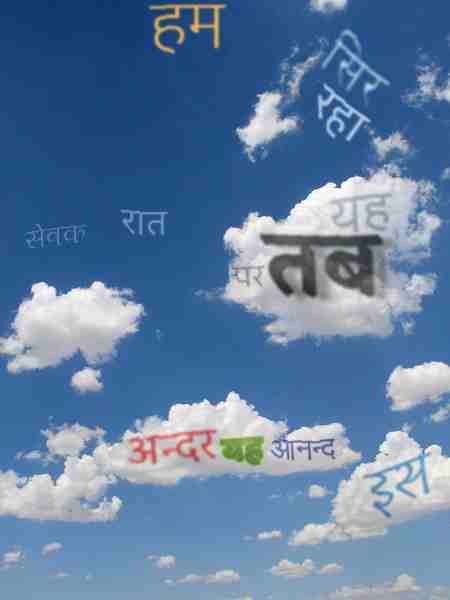 हम
सिर
रहा
सेवक रात
यह
पर तब
अन्दर यह आनन्द
इस